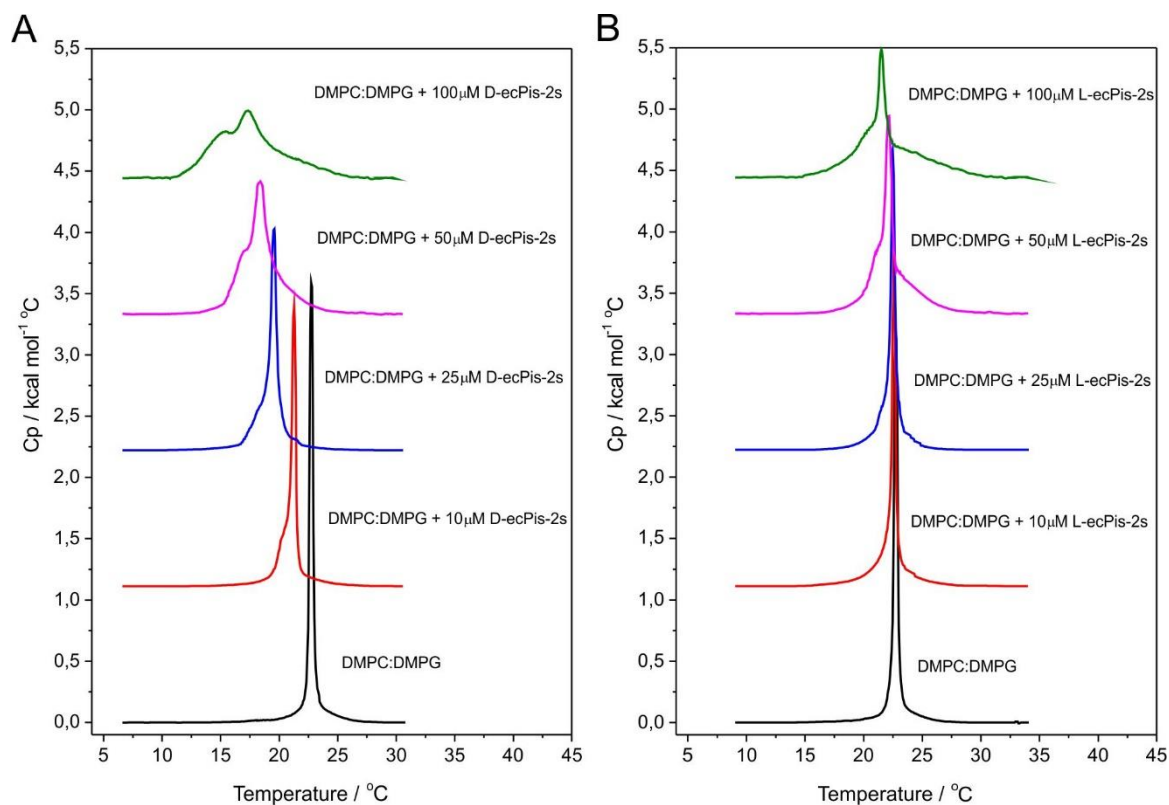 A
5,5
5,0
4,5
4,0
3,5
3,0
2,5
2,0
1,5
1,0
0,5
0,0
Cp / kcal mol⁻¹ °C
DMPC:DMPG + 100μM D-ecPis-2s
DMPC:DMPG + 50μM D-ecPis-2s
DMPC:DMPG + 25μM D-ecPis-2s
DMPC:DMPG + 10μM D-ecPis-2s
DMPC:DMPG
5 10 15 20 25 30 35 40 45
Temperature / °C
B
5,5
5,0
4,5
4,0
3,5
3,0
2,5
2,0
1,5
1,0
0,5
0,0
Cp / kcal mol⁻¹ °C
DMPC:DMPG + 100μM L-ecPis-2s
DMPC:DMPG + 50μM L-ecPis-2s
DMPC:DMPG + 25μM L-ecPis-2s
DMPC:DMPG + 10μM L-ecPis-2s
DMPC:DMPG
5 10 15 20 25 30 35 40 45
Temperature / °C